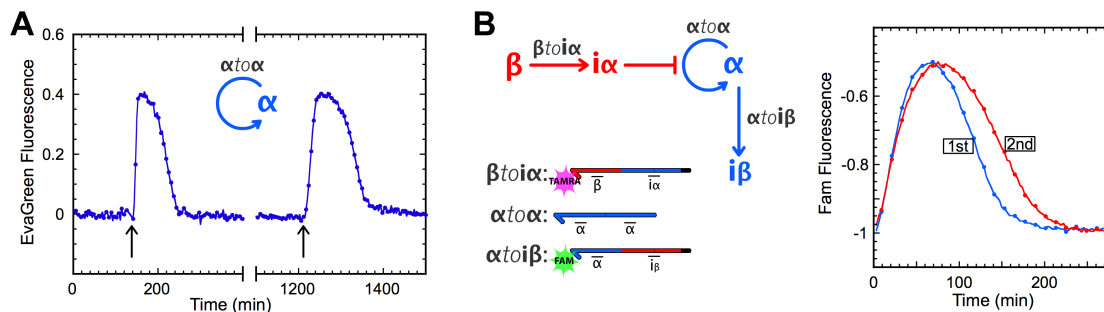 A
EvaGreen Fluorescence
0.6
0.4
0.2
0
αtoα
α
200
400
1200
1400
Time (min)
B
β
βtoiα
iα
αtoα
α
αtoiβ
iβ
βtoiα:
TAMRA
β
iα
αtoα:
α
α
αtoiβ:
FAM
α
iβ
Fam Fluorescence
-0.6
-0.8
-1
1st
2nd
0
100
200
Time (min)